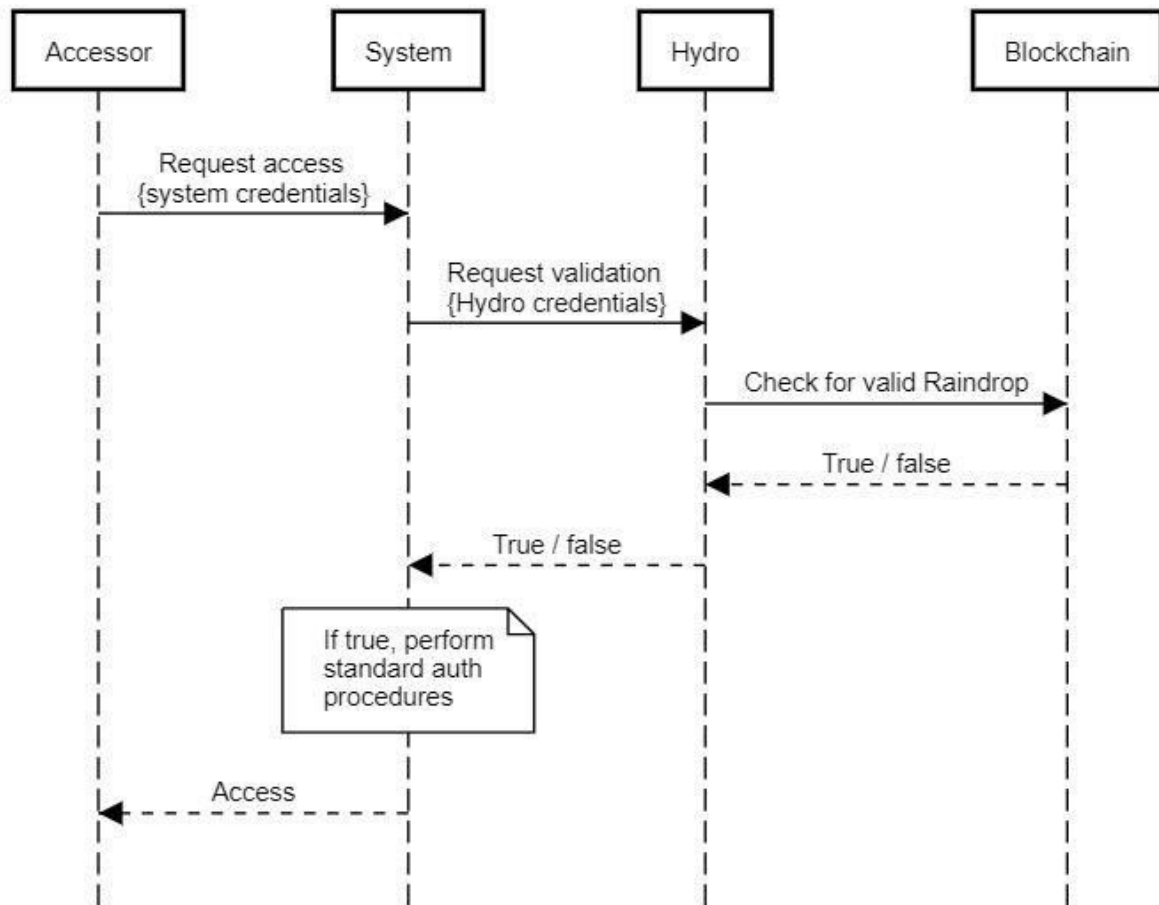 Accessor
System
Hydro
Blockchain
Request access
{system credentials}
Request validation
{Hydro credentials}
Check for valid Raindrop
True / false
True / false
If true, perform
standard auth
procedures
Access